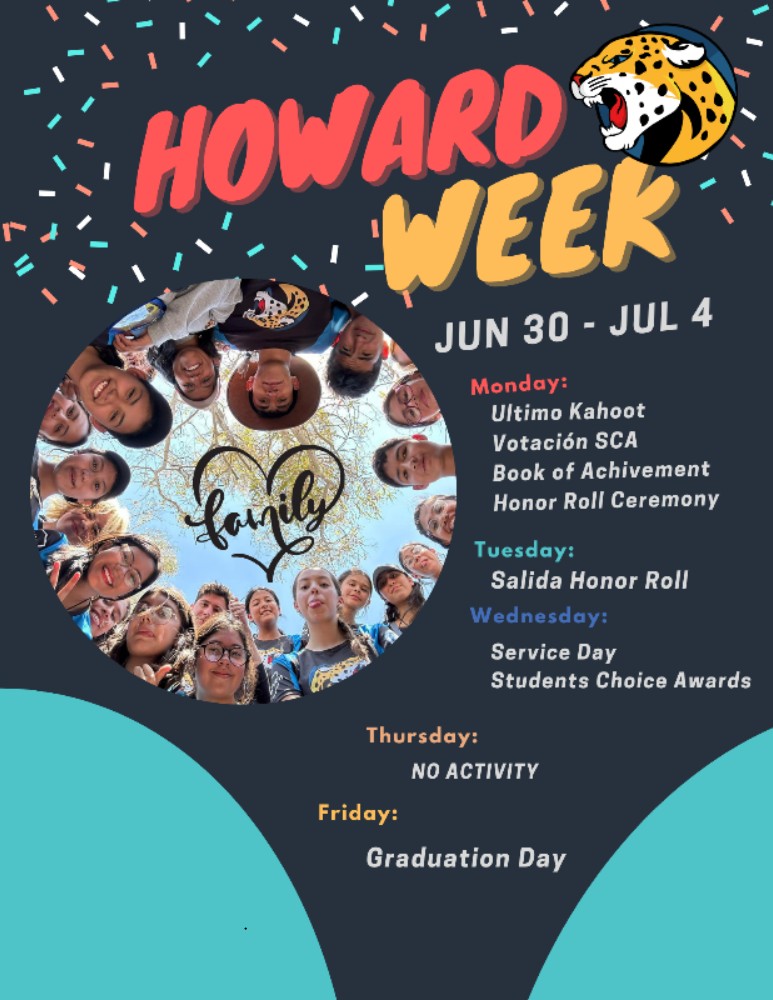 HOWARD
WEEK
JUN 30 - JUL 4
Monday:
Ultimo Kahoot
Votación SCA
Book of Achivement
Honor Roll Ceremony
Tuesday:
Salida Honor Roll
Wednesday:
Service Day
Students Choice Awards
family
Thursday:
NO ACTIVITY
Friday:
Graduation Day